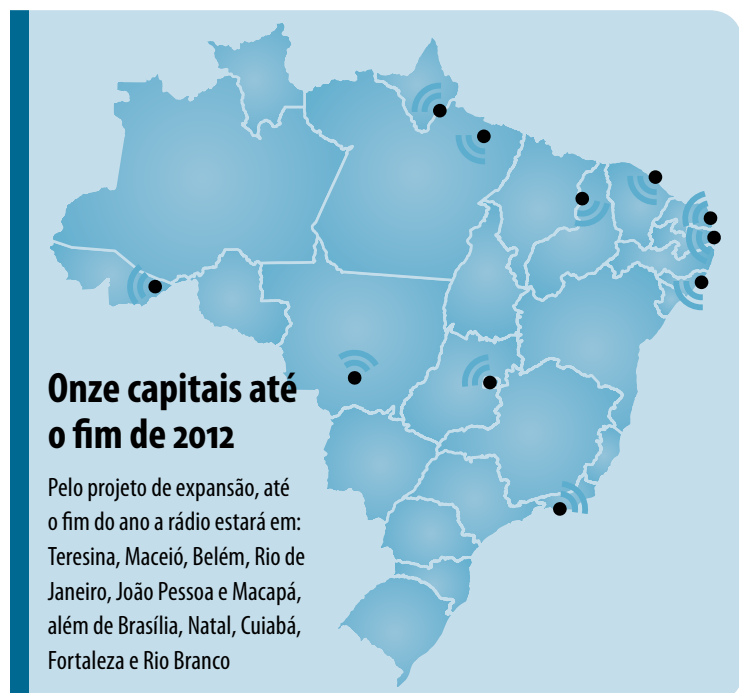 Onze capitais até
o fim de 2012
Pelo projeto de expansão, até
o fim do ano a rádio estará em:
Teresina, Maceió, Belém, Rio de
Janeiro, João Pessoa e Macapá,
além de Brasília, Natal, Cuiabá,
Fortaleza e Rio Branco